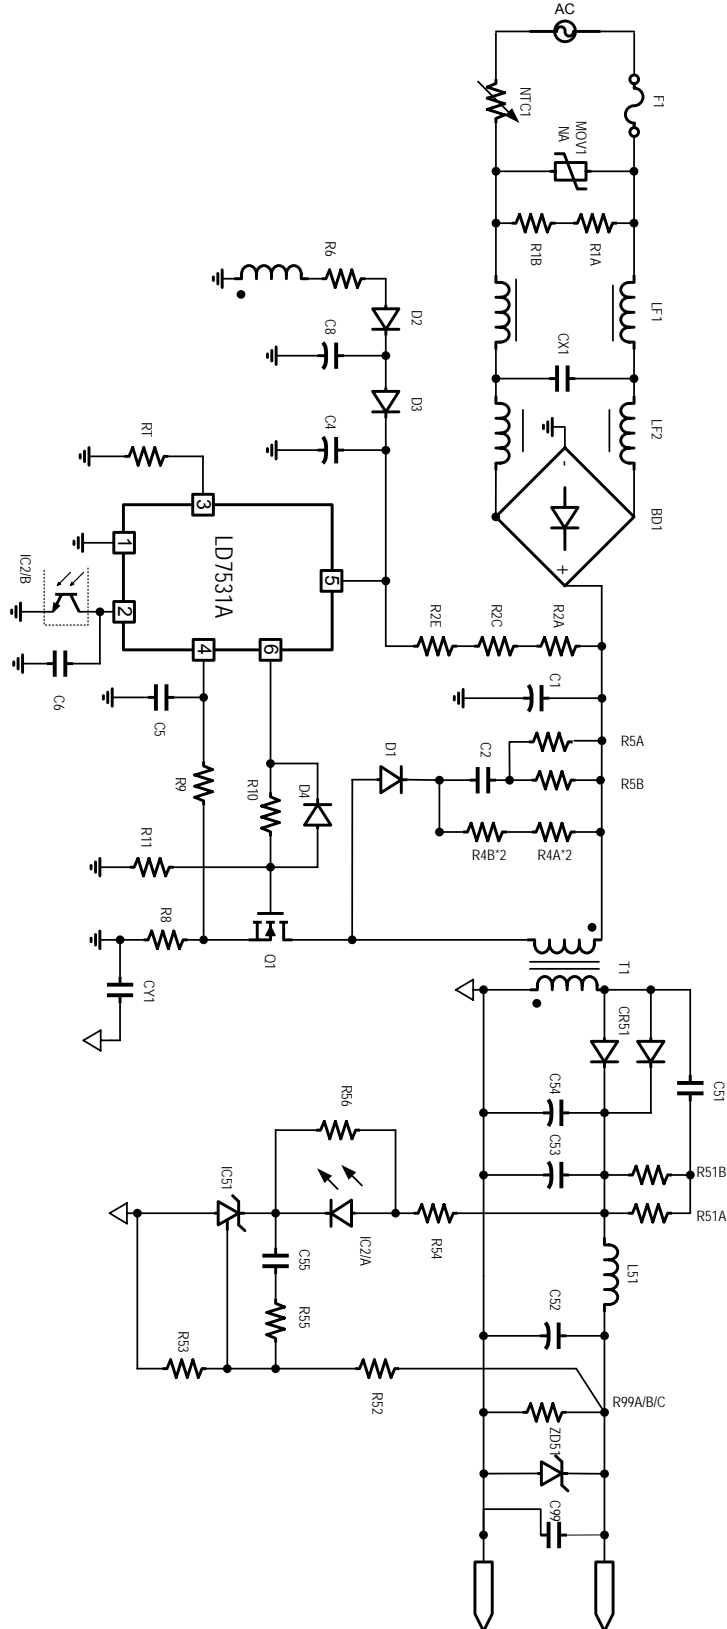 AC
F1
NTC1
MOV1
NA
R1B
R1A
R6
LF1
D2
C8
CX1
D3
C4
LF2
RT
-
BD1
3
1
LD7531A
5
+
IC2/B
2
4
6
R2E
R2C
R2A
C6
C5
C1
D1
C2
R5A
R5B
R9
R10
D4
R11
R4B*2
R4A*2
R8
Q1
T1
CY1
CR51
C51
C54
R56
C53
R51B
IC51
IC2/A
R54
R51A
C55
L51
R55
C52
R53
R52
R99A/B/C
ZD51
C99